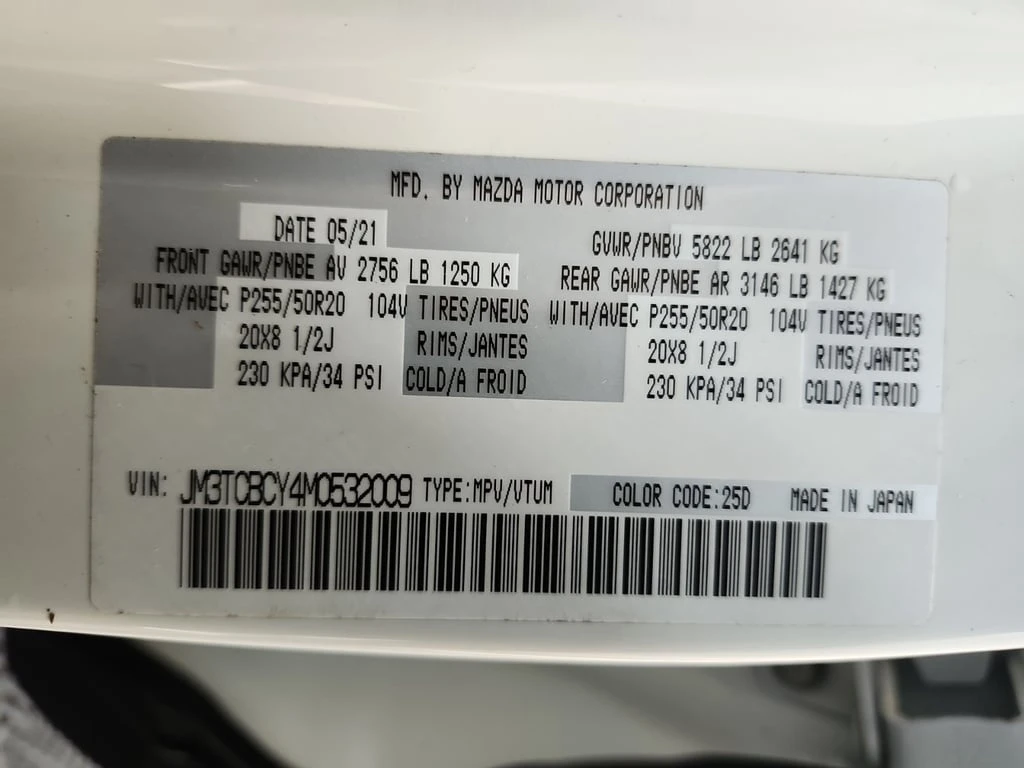 MFD. BY MAZDA MOTOR CORPORATION
DATE 05/21 GVWR/PNBV 5822 LB 2641 KG
FRONT GAWR/PNBE AV 2756 LB 1250 KG REAR GAWR/PNBE AR 3146 LB 1427 KG
WITH/AVEC P255/50R20 104V TIRES/PNEUS WITH/AVEC P255/50R20 104V TIRES/PNEUS
20X8 1/2J RIMS/JANTES 20X8 1/2J RIMS/JANTES
230 KPA/34 PSI COLD/A FROID 230 KPA/34 PSI COLD/A FROID
VIN: JM3TCBCY4M0532009 TYPE:MPV/VTUM COLOR CODE:25D MADE IN JAPAN